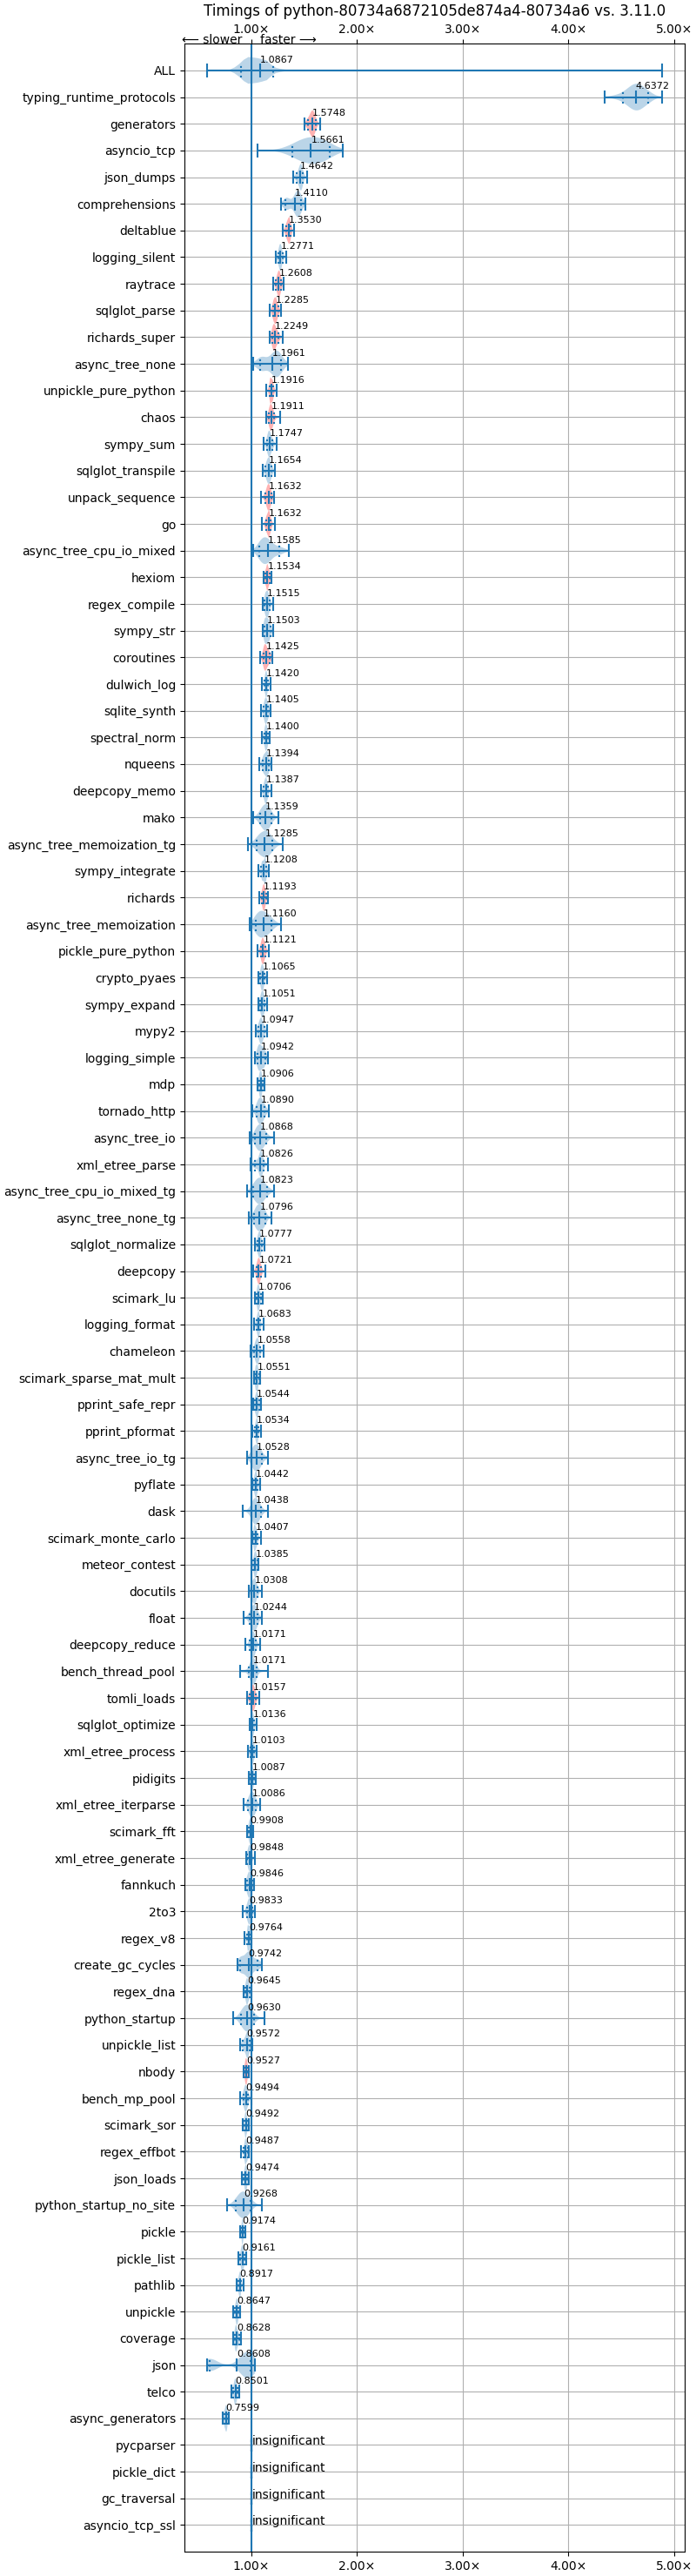 Timings of python-80734a6872105de874a4-80734a6 vs. 3.11.0
1.00× 2.00× 3.00× 4.00× 5.00×
⟵ slower faster ⟶
ALL 1.0867
typing_runtime_protocols 4.6372
generators 1.5748
asyncio_tcp 1.5661
json_dumps 1.4642
comprehensions 1.4110
deltablue 1.3530
logging_silent 1.2771
raytrace 1.2608
sqlglot_parse 1.2285
richards_super 1.2249
async_tree_none 1.1961
unpickle_pure_python 1.1916
chaos 1.1911
sympy_sum 1.1747
sqlglot_transpile 1.1654
unpack_sequence 1.1632
go 1.1632
async_tree_cpu_io_mixed 1.1585
hexiom 1.1534
regex_compile 1.1515
sympy_str 1.1503
coroutines 1.1425
dulwich_log 1.1420
sqlite_synth 1.1405
spectral_norm 1.1400
nqueens 1.1394
deepcopy_memo 1.1387
mako 1.1359
async_tree_memoization_tg 1.1285
sympy_integrate 1.1208
richards 1.1193
async_tree_memoization 1.1160
pickle_pure_python 1.1121
crypto_pyaes 1.1065
sympy_expand 1.1051
mypy2 1.0947
logging_simple 1.0942
mdp 1.0906
tornado_http 1.0890
async_tree_io 1.0868
xml_etree_parse 1.0826
async_tree_cpu_io_mixed_tg 1.0823
async_tree_none_tg 1.0796
sqlglot_normalize 1.0777
deepcopy 1.0721
scimark_lu 1.0706
logging_format 1.0683
chameleon 1.0558
scimark_sparse_mat_mult 1.0551
pprint_safe_repr 1.0544
pprint_pformat 1.0534
async_tree_io_tg 1.0528
pyflate 1.0442
dask 1.0438
scimark_monte_carlo 1.0407
meteor_contest 1.0385
docutils 1.0308
float 1.0244
deepcopy_reduce 1.0171
bench_thread_pool 1.0171
tomli_loads 1.0157
sqlglot_optimize 1.0136
xml_etree_process 1.0103
pidigits 1.0087
xml_etree_iterparse 1.0086
scimark_fft 0.9908
xml_etree_generate 0.9848
fannkuch 0.9846
2to3 0.9833
regex_v8 0.9764
create_gc_cycles 0.9742
regex_dna 0.9645
python_startup 0.9630
unpickle_list 0.9572
nbody 0.9527
bench_mp_pool 0.9494
scimark_sor 0.9492
regex_effbot 0.9487
json_loads 0.9474
python_startup_no_site 0.9268
pickle 0.9174
pickle_list 0.9161
pathlib 0.8917
unpickle 0.8647
coverage 0.8628
json 0.8608
telco 0.8501
async_generators 0.7599
pycparser insignificant
pickle_dict insignificant
gc_traversal insignificant
asyncio_tcp_ssl insignificant
1.00× 2.00× 3.00× 4.00× 5.00×